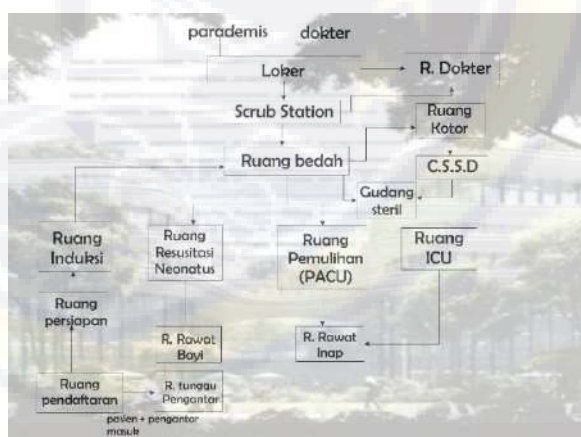 parademis dokter
Loker
R. Dokter
Scrub Station
Ruang
Kotor
Ruang bedah
C.S.S.D
Gudang
steril
Ruang
Induksi
Ruang
Resusitasi
Neonatus
Ruang
Pemulihan
(PACU)
Ruang
ICU
Ruang
persjapan
R. Rawat
Bayi
R. Rawat
Inap
Ruang
pendaftaran
R. tunggu
Pengantar
pasien + pengantar
masuk